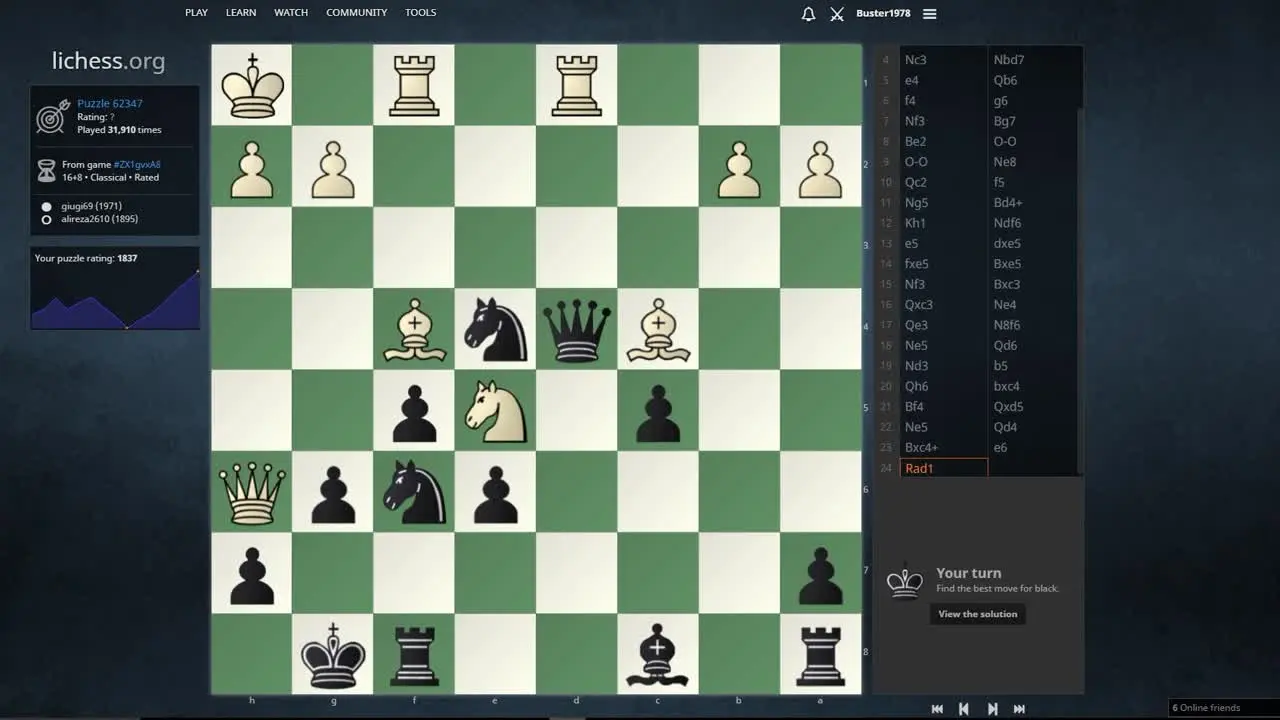 PLAY LEARN WATCH COMMUNITY TOOLS Buster1978
lichess.org
Puzzle 62347
Rating: ?
Played 31,910 times
From game #ZX1gvxA8
16+8 • Classical • Rated
giugi69 (1971)
alireza2610 (1895)
Your puzzle rating: 1837
1
2
3
4
5
6
7
8
h g f e d c b a
4 Nc3 Nbd7
5 e4 Qb6
6 f4 g6
7 Nf3 Bg7
8 Be2 O-O
9 O-O Ne8
10 Qc2 f5
11 Ng5 Bd4+
12 Kh1 Ndf6
13 e5 dxe5
14 fxe5 Bxe5
15 Nf3 Bxc3
16 Qxc3 Ne4
17 Qe3 N8f6
18 Ne5 Qd6
19 Nd3 b5
20 Qh6 bxc4
21 Bf4 Qxd5
22 Ne5 Qd4
23 Bxc4+ e6
24 Rad1
Your turn
Find the best move for black.
View the solution
6 Online friends